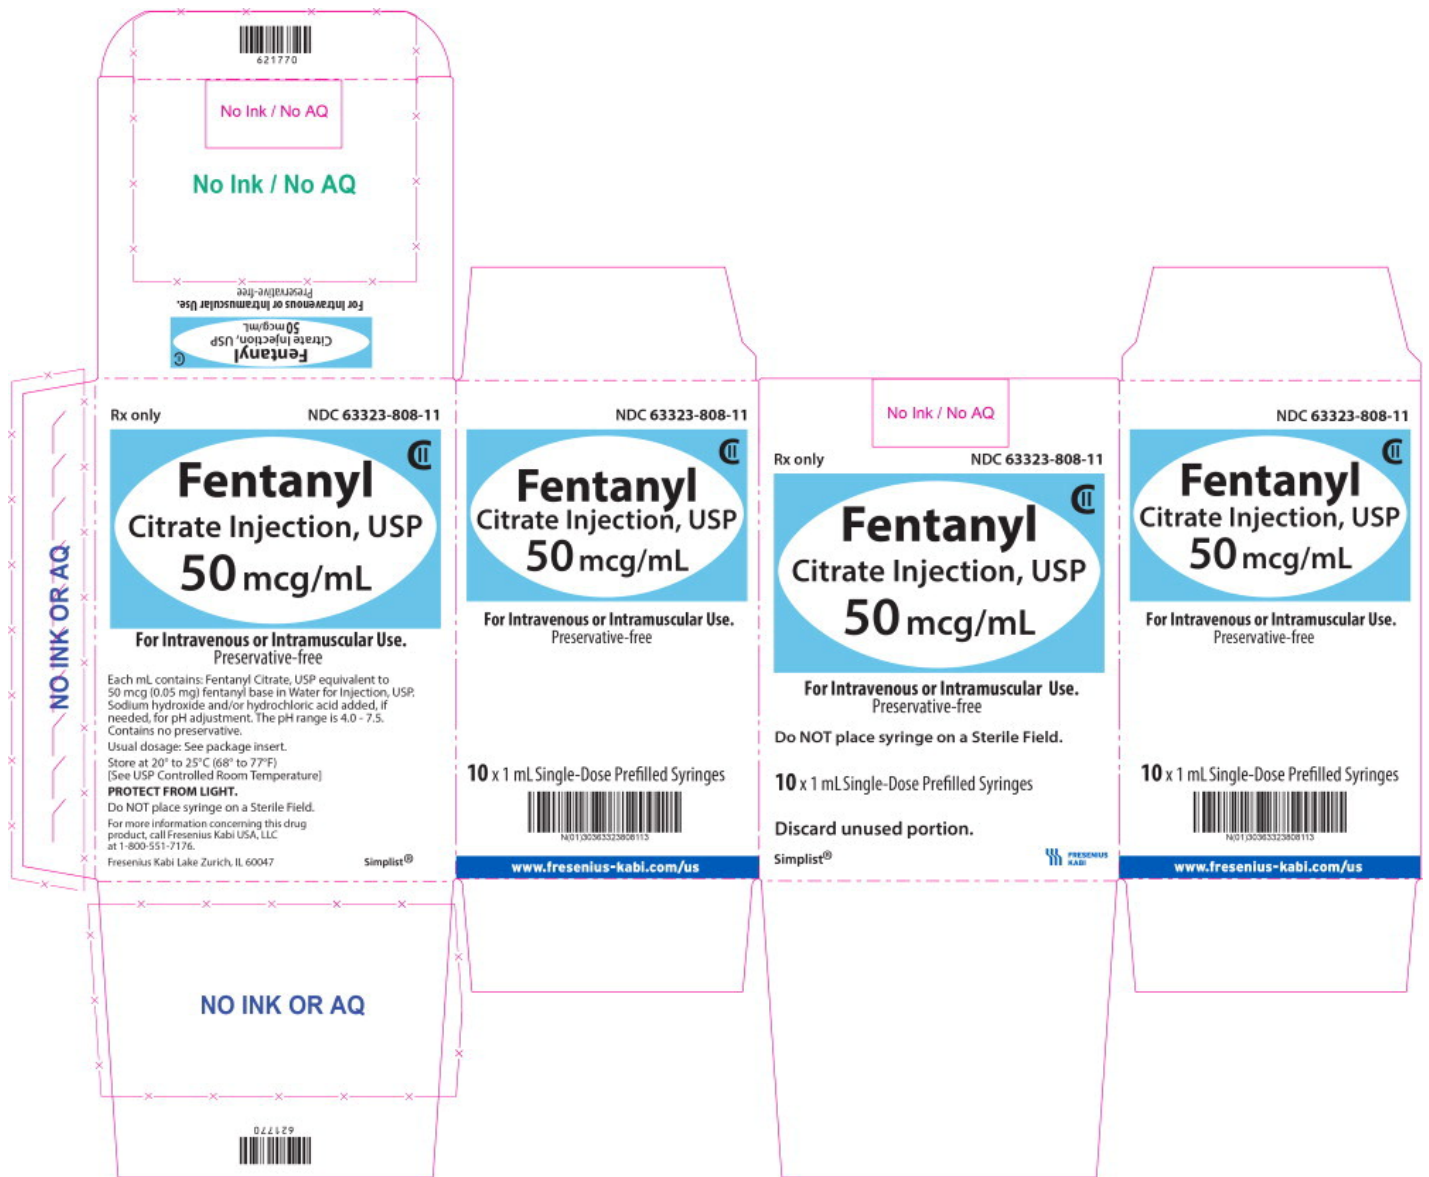 621770
No Ink / No AQ
No Ink / No AQ
Preservative-free
For Intravenous or Intramuscular Use.
50 mcg/mL
Citrate Injection, USP
Fentanyl
CII
NO INK OR AQ
Rx only NDC 63323-808-11
CII
Fentanyl
Citrate Injection, USP
50 mcg/mL
For Intravenous or Intramuscular Use.
Preservative-free
Each mL contains: Fentanyl Citrate, USP equivalent to
50 mcg (0.05 mg) fentanyl base in Water for Injection, USP.
Sodium hydroxide and/or hydrochloric acid added, if
needed, for pH adjustment. The pH range is 4.0 - 7.5.
Contains no preservative.
Usual dosage: See package insert.
Store at 20° to 25°C (68° to 77°F)
[See USP Controlled Room Temperature]
PROTECT FROM LIGHT.
Do NOT place syringe on a Sterile Field.
For more information concerning this drug
product, call Fresenius Kabi USA, LLC
at 1-800-551-7176.
Fresenius Kabi Lake Zurich, IL 60047 Simplist®
NDC 63323-808-11
CII
Fentanyl
Citrate Injection, USP
50 mcg/mL
For Intravenous or Intramuscular Use.
Preservative-free
10 x 1 mL Single-Dose Prefilled Syringes
N(01)30363323808113
www.fresenius-kabi.com/us
No Ink / No AQ
Rx only NDC 63323-808-11
CII
Fentanyl
Citrate Injection, USP
50 mcg/mL
For Intravenous or Intramuscular Use.
Preservative-free
Do NOT place syringe on a Sterile Field.
10 x 1 mL Single-Dose Prefilled Syringes
Discard unused portion.
Simplist®
FRESENIUS
KABI
NDC 63323-808-11
CII
Fentanyl
Citrate Injection, USP
50 mcg/mL
For Intravenous or Intramuscular Use.
Preservative-free
10 x 1 mL Single-Dose Prefilled Syringes
N(01)30363323808113
www.fresenius-kabi.com/us
NO INK OR AQ
621770